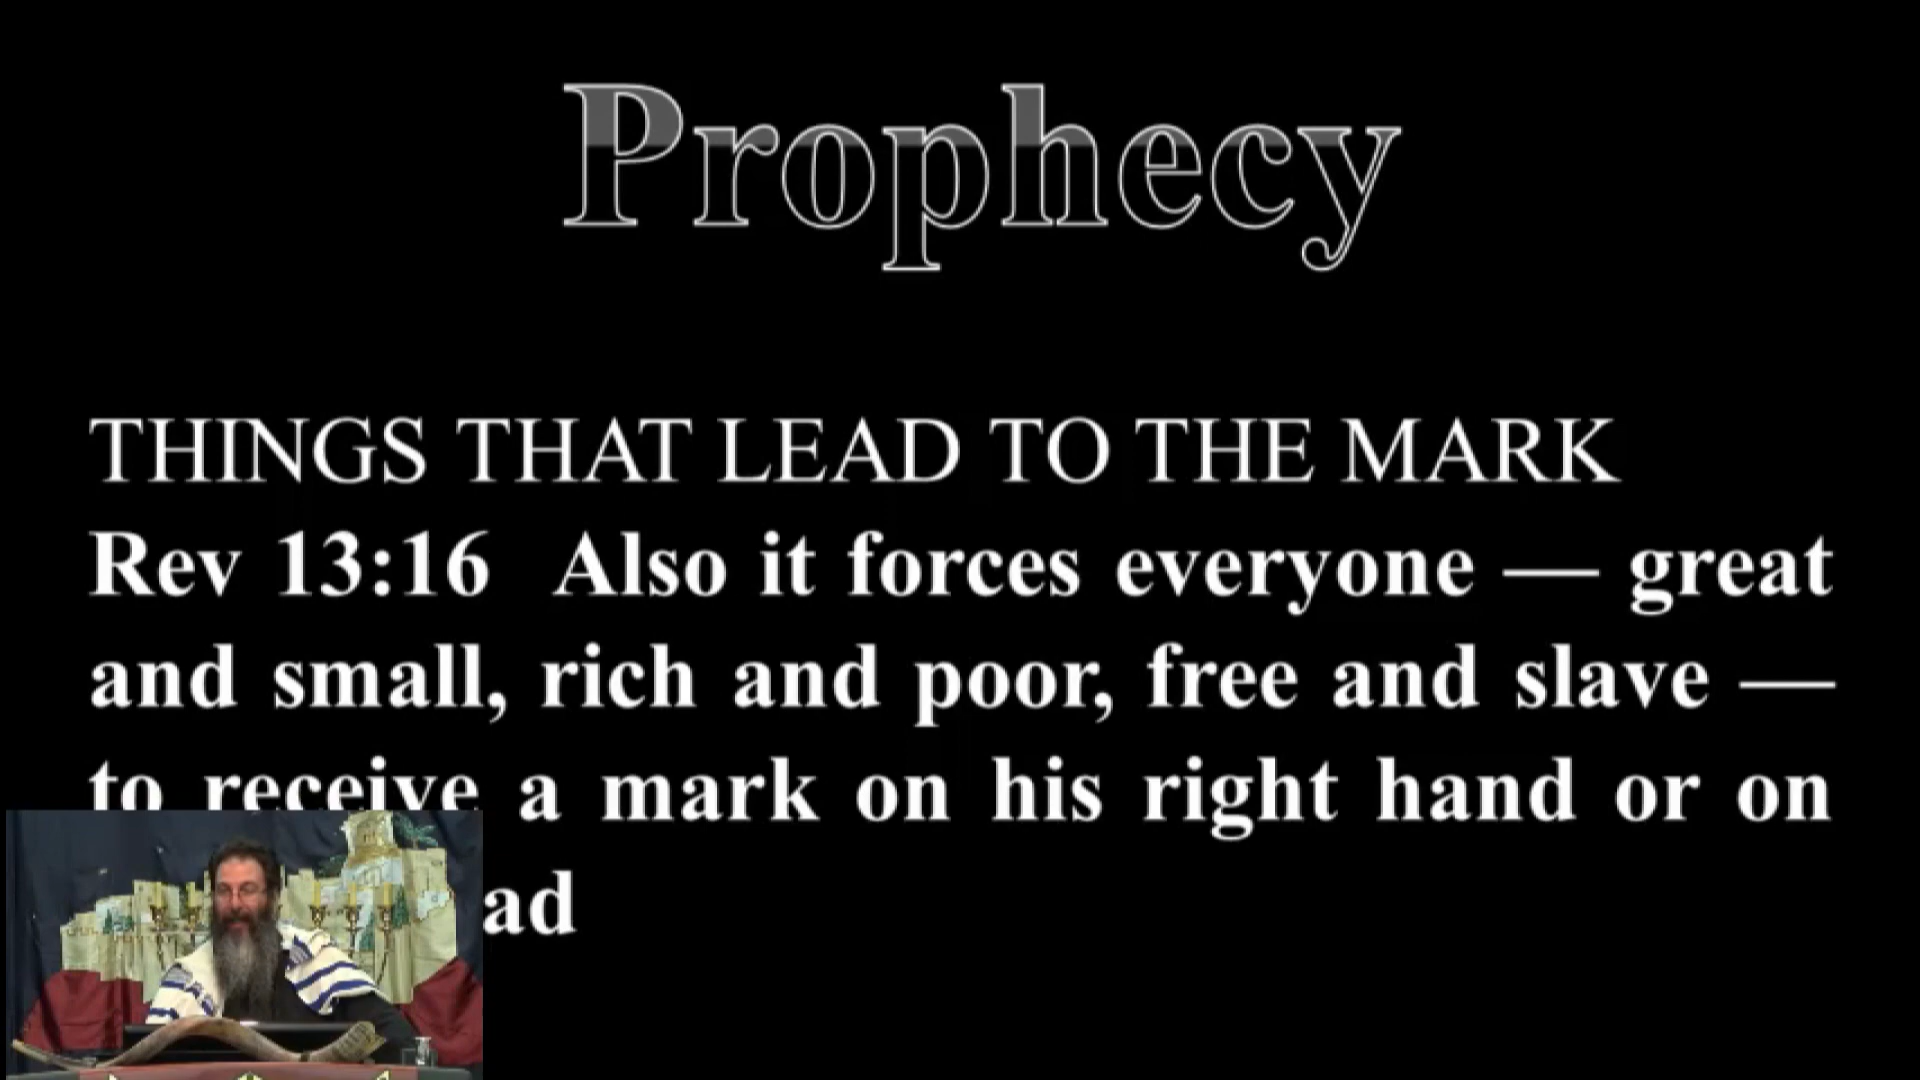 Prophecy
THINGS THAT LEAD TO THE MARK
Rev 13:16 Also it forces everyone — great
and small, rich and poor, free and slave —
to receive a mark on his right hand or on
ad